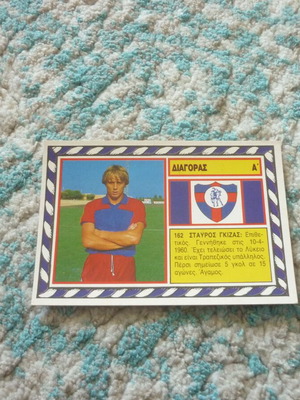 ΔΙΑΓΟΡΑΣ Α΄
162 ΣΤΑΥΡΟΣ ΓΚΙΖΑΣ: Επιθε-
τικός. Γεννήθηκε στις 10-4-
1960. Έχει τελειώσει το Λύκειο
και είναι Τραπεζικός υπάλληλος.
Πέρσι σημείωσε 5 γκολ σε 15
αγώνες. Άγαμος.